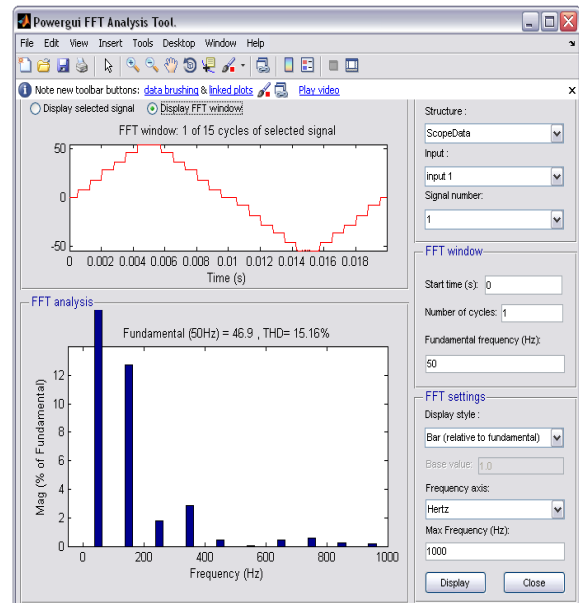 Powergui FFT Analysis Tool.
File Edit View Insert Tools Desktop Window Help
Note new toolbar buttons: data brushing & linked plots Play video
Display selected signal Display FFT window
FFT window: 1 of 15 cycles of selected signal
50
0
-50
0 0.002 0.004 0.006 0.008 0.01 0.012 0.014 0.016 0.018
Time (s)
FFT analysis
Fundamental (50Hz) = 46.9 , THD= 15.16%
12
10
8
6
4
2
0
Mag (% of Fundamental)
0 200 400 600 800 1000
Frequency (Hz)
Structure :
ScopeData
Input :
input 1
Signal number:
1
FFT window
Start time (s): 0
Number of cycles: 1
Fundamental frequency (Hz):
50
FFT settings
Display style :
Bar (relative to fundamental)
Base value: 1.0
Frequency axis:
Hertz
Max Frequency (Hz):
1000
Display Close